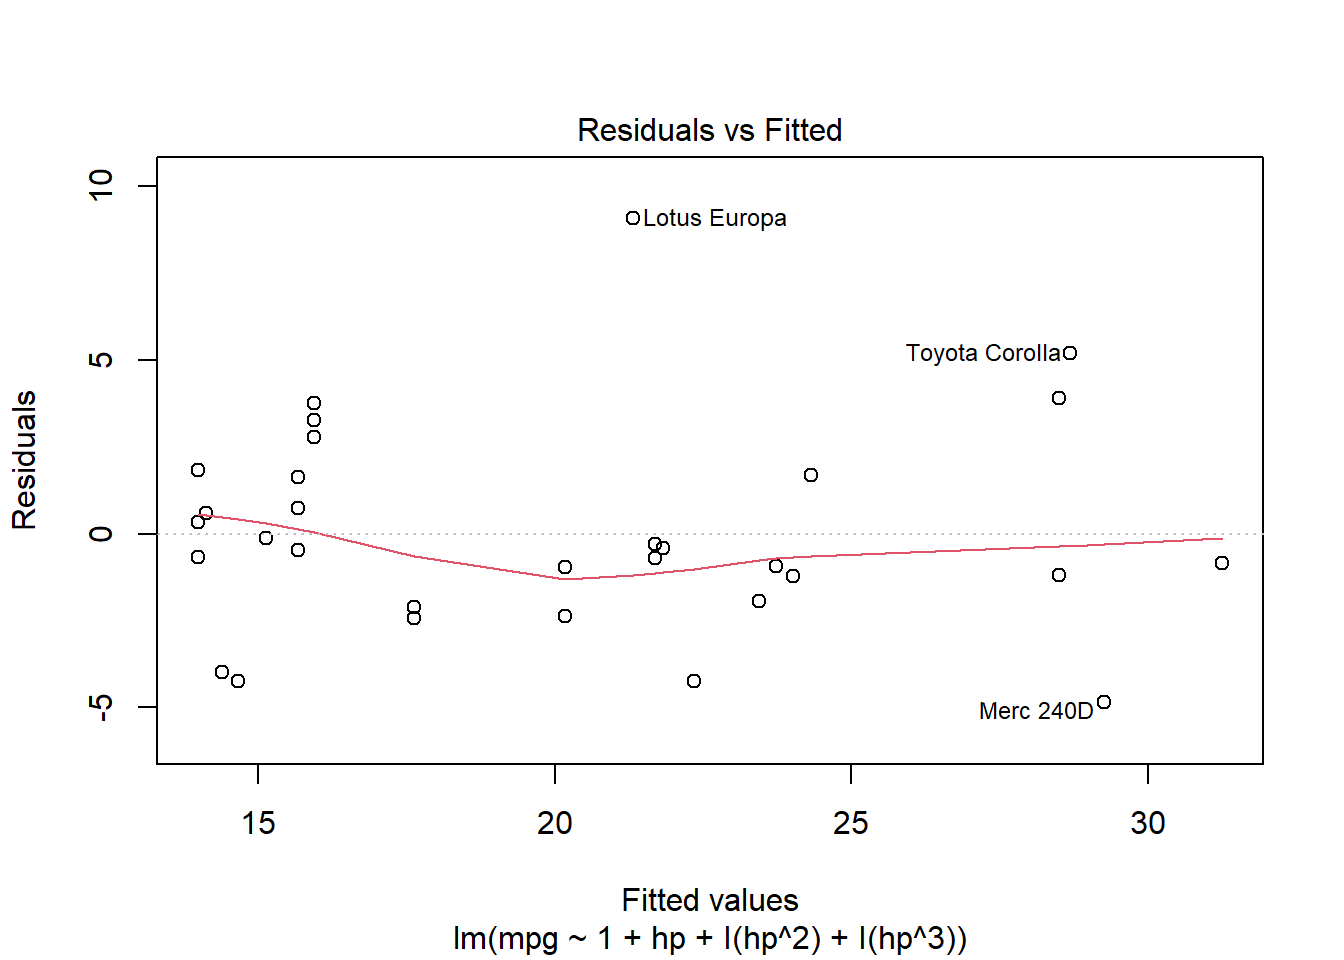 Residuals vs Fitted
10
5
0
-5
Residuals
Lotus Europa
Toyota Corolla
Merc 240D
15 20 25 30
Fitted values
lm(mpg ~ 1 + hp + I(hp^2) + I(hp^3))